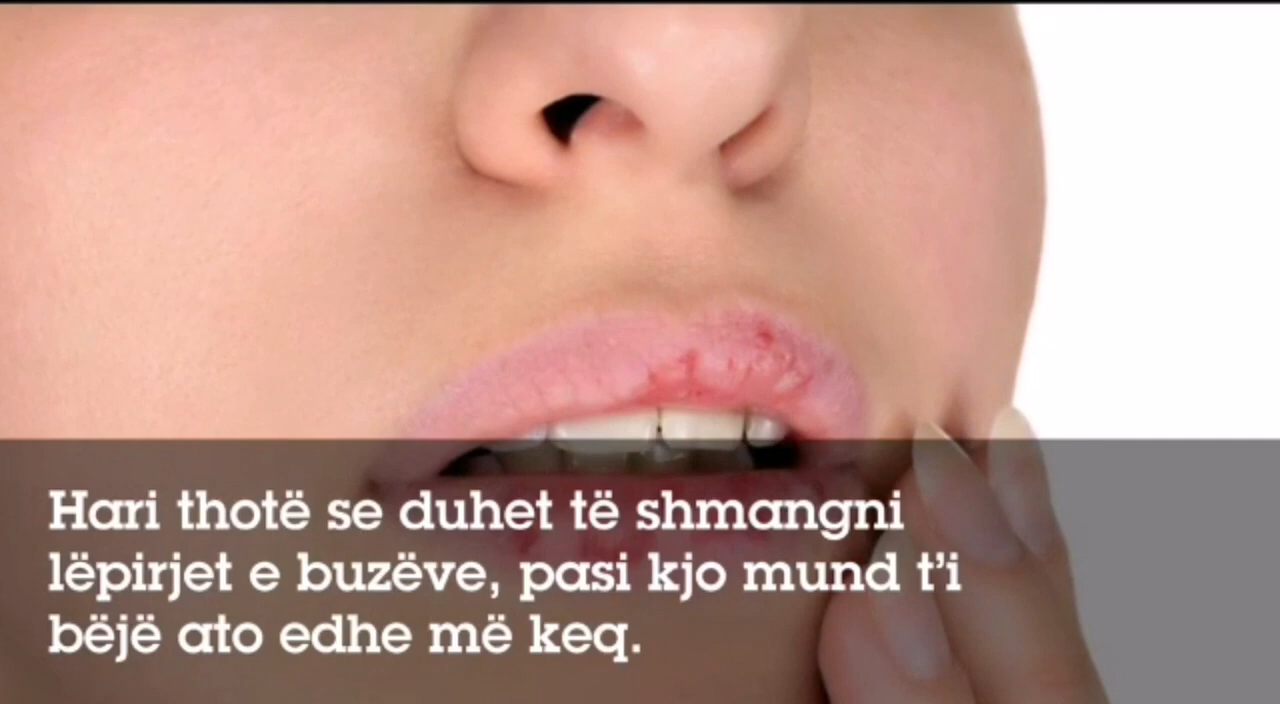 Hari thotë se duhet të shmangni
lëpirjet e buzëve, pasi kjo mund t'i
bëjë ato edhe më keq.